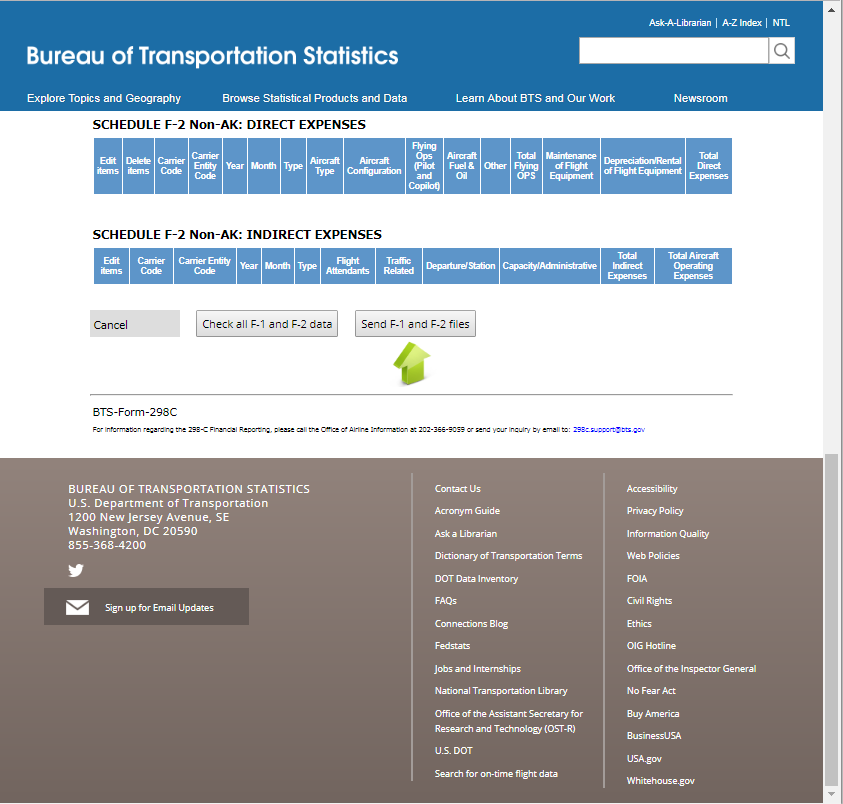 Ask-A-Librarian | A-Z Index | NTL
Bureau of Transportation Statistics
Explore Topics and Geography
Browse Statistical Products and Data
Learn About BTS and Our Work
Newsroom
SCHEDULE F-2 Non-AK: DIRECT EXPENSES
Edit items
Delete items
Carrier Code
Carrier Entity Code
Year
Month
Type
Aircraft Type
Aircraft Configuration
Flying Ops (Pilot and Copilot)
Aircraft Fuel & Oil
Other
Total Flying OPS
Maintenance of Flight Equipment
Depreciation/Rental of Flight Equipment
Total Direct Expenses
SCHEDULE F-2 Non-AK: INDIRECT EXPENSES
Edit items
Carrier Code
Carrier Entity Code
Year
Month
Type
Flight Attendants
Traffic Related
Departure/Station
Capacity/Administrative
Total Indirect Expenses
Total Aircraft Operating Expenses
Cancel
Check all F-1 and F-2 data
Send F-1 and F-2 files
BTS-Form-298C
For information regarding the 298-C Financial Reporting, please call the Office of Airline Information at 202-366-9059 or send your inquiry by email to: 298c.support@bts.gov
BUREAU OF TRANSPORTATION STATISTICS
U.S. Department of Transportation
1200 New Jersey Avenue, SE
Washington, DC 20590
855-368-4200
Sign up for Email Updates
Contact Us
Acronym Guide
Ask a Librarian
Dictionary of Transportation Terms
DOT Data Inventory
FAQs
Connections Blog
Fedstats
Jobs and Internships
National Transportation Library
Office of the Assistant Secretary for
Research and Technology (OST-R)
U.S. DOT
Search for on-time flight data
Accessibility
Privacy Policy
Information Quality
Web Policies
FOIA
Civil Rights
Ethics
OIG Hotline
Office of the Inspector General
No Fear Act
Buy America
BusinessUSA
USA.gov
Whitehouse.gov